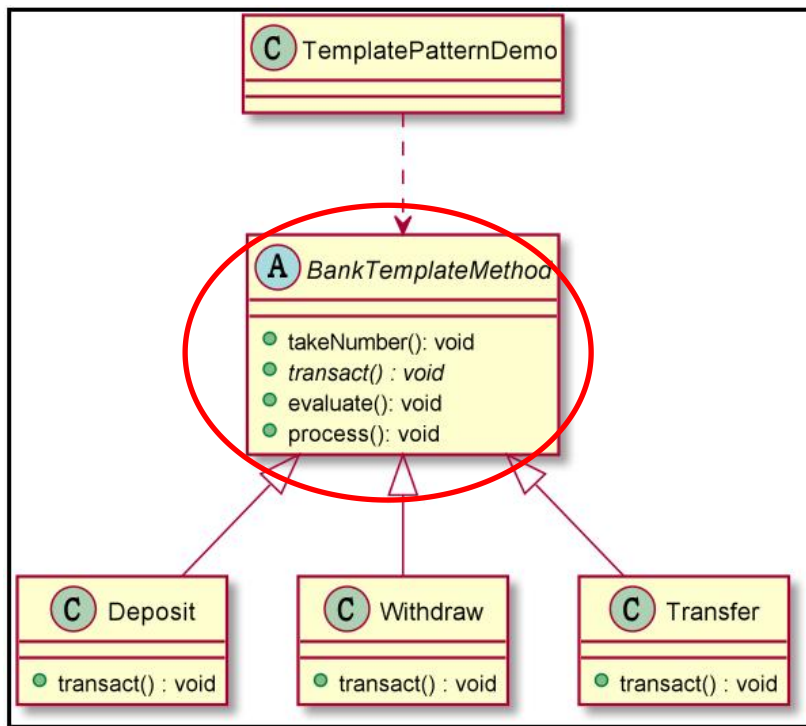 C TemplatePatternDemo
A BankTemplateMethod
takeNumber(): void
transact() : void
evaluate(): void
process(): void
C Deposit
transact() : void
C Withdraw
transact() : void
C Transfer
transact() : void